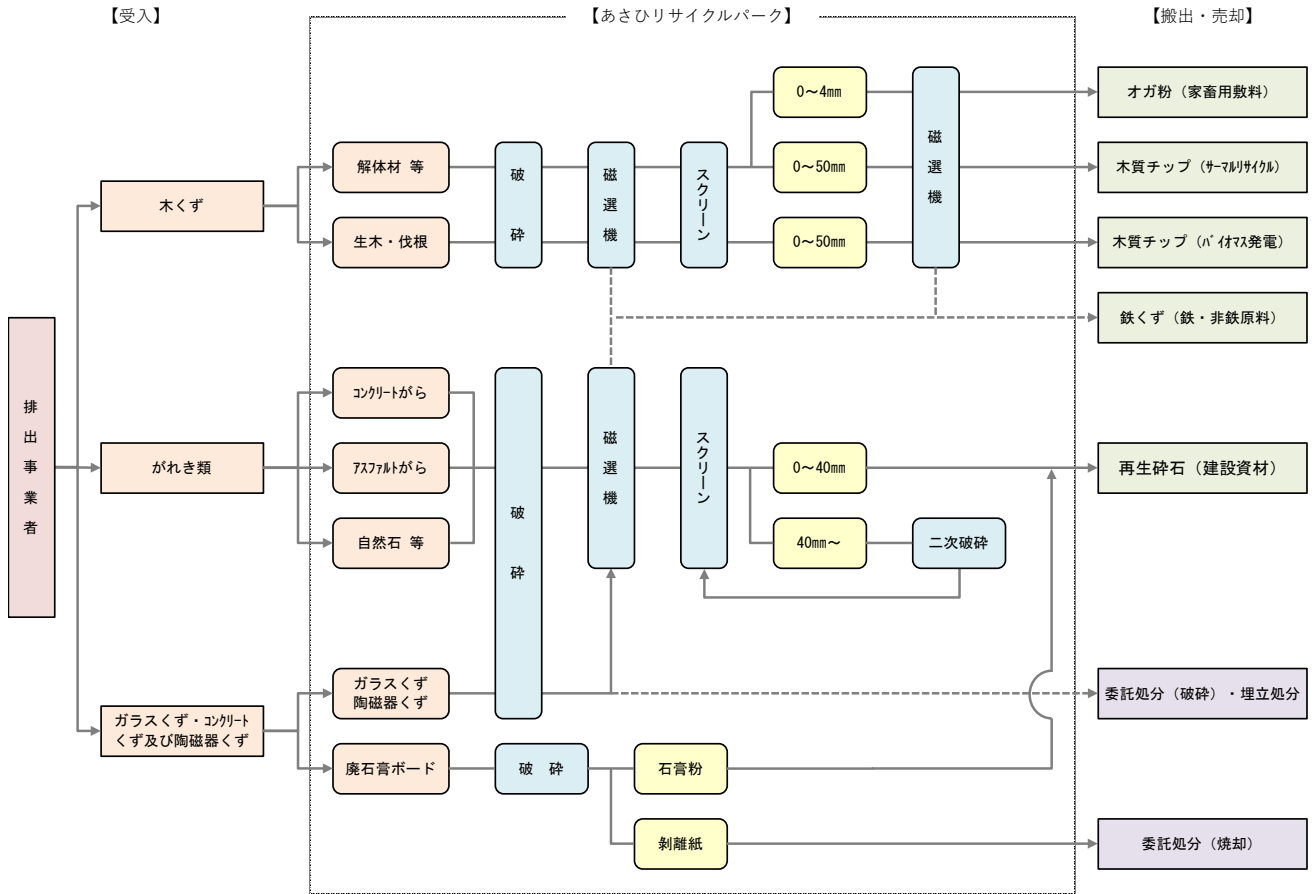 【受入】
【あさひリサイクルパーク】
【搬出・売却】
排出事業者
木くず
がれき類
ガラスくず・ｺﾝｸﾘｰﾄ
くず及び陶磁器くず
解体材 等
生木・伐根
破砕
磁選機
スクリーン
0～4㎜
0～50㎜
0～50㎜
磁選機
オガ粉（家畜用敷料）
木質チップ（ｻｰﾏﾙﾘｻｲｸﾙ）
木質チップ（ﾊﾞｲｵﾏｽ発電）
鉄くず（鉄・非鉄原料）
ｺﾝｸﾘｰﾄがら
ｱｽﾌｧﾙﾄがら
自然石 等
破砕
磁選機
スクリーン
0～40㎜
40㎜～
二次破砕
再生砕石（建設資材）
ガラスくず
陶磁器くず
委託処分（破砕）・埋立処分
廃石膏ボード
破　砕
石膏粉
剝離紙
委託処分（焼却）